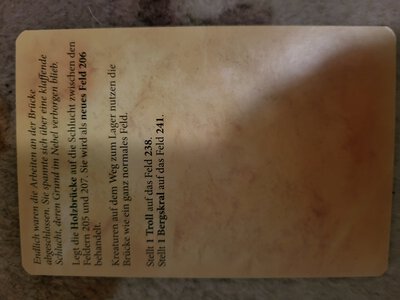 Endlich waren die Arbeiten an der Brücke
abgeschlossen. Sie spannte sich über eine klaffende
Schlucht, deren Grund im Nebel verborgen blieb.
Legt die Holzbrücke auf die Schlucht zwischen den
Feldern 205 und 207. Sie wird als neues Feld 206
behandelt.
Kreaturen auf dem Weg zum Lager nutzen die
Brücke wie ein ganz normales Feld.
Stellt 1 Troll auf das Feld 238.
Stellt 1 Bergskral auf das Feld 241.